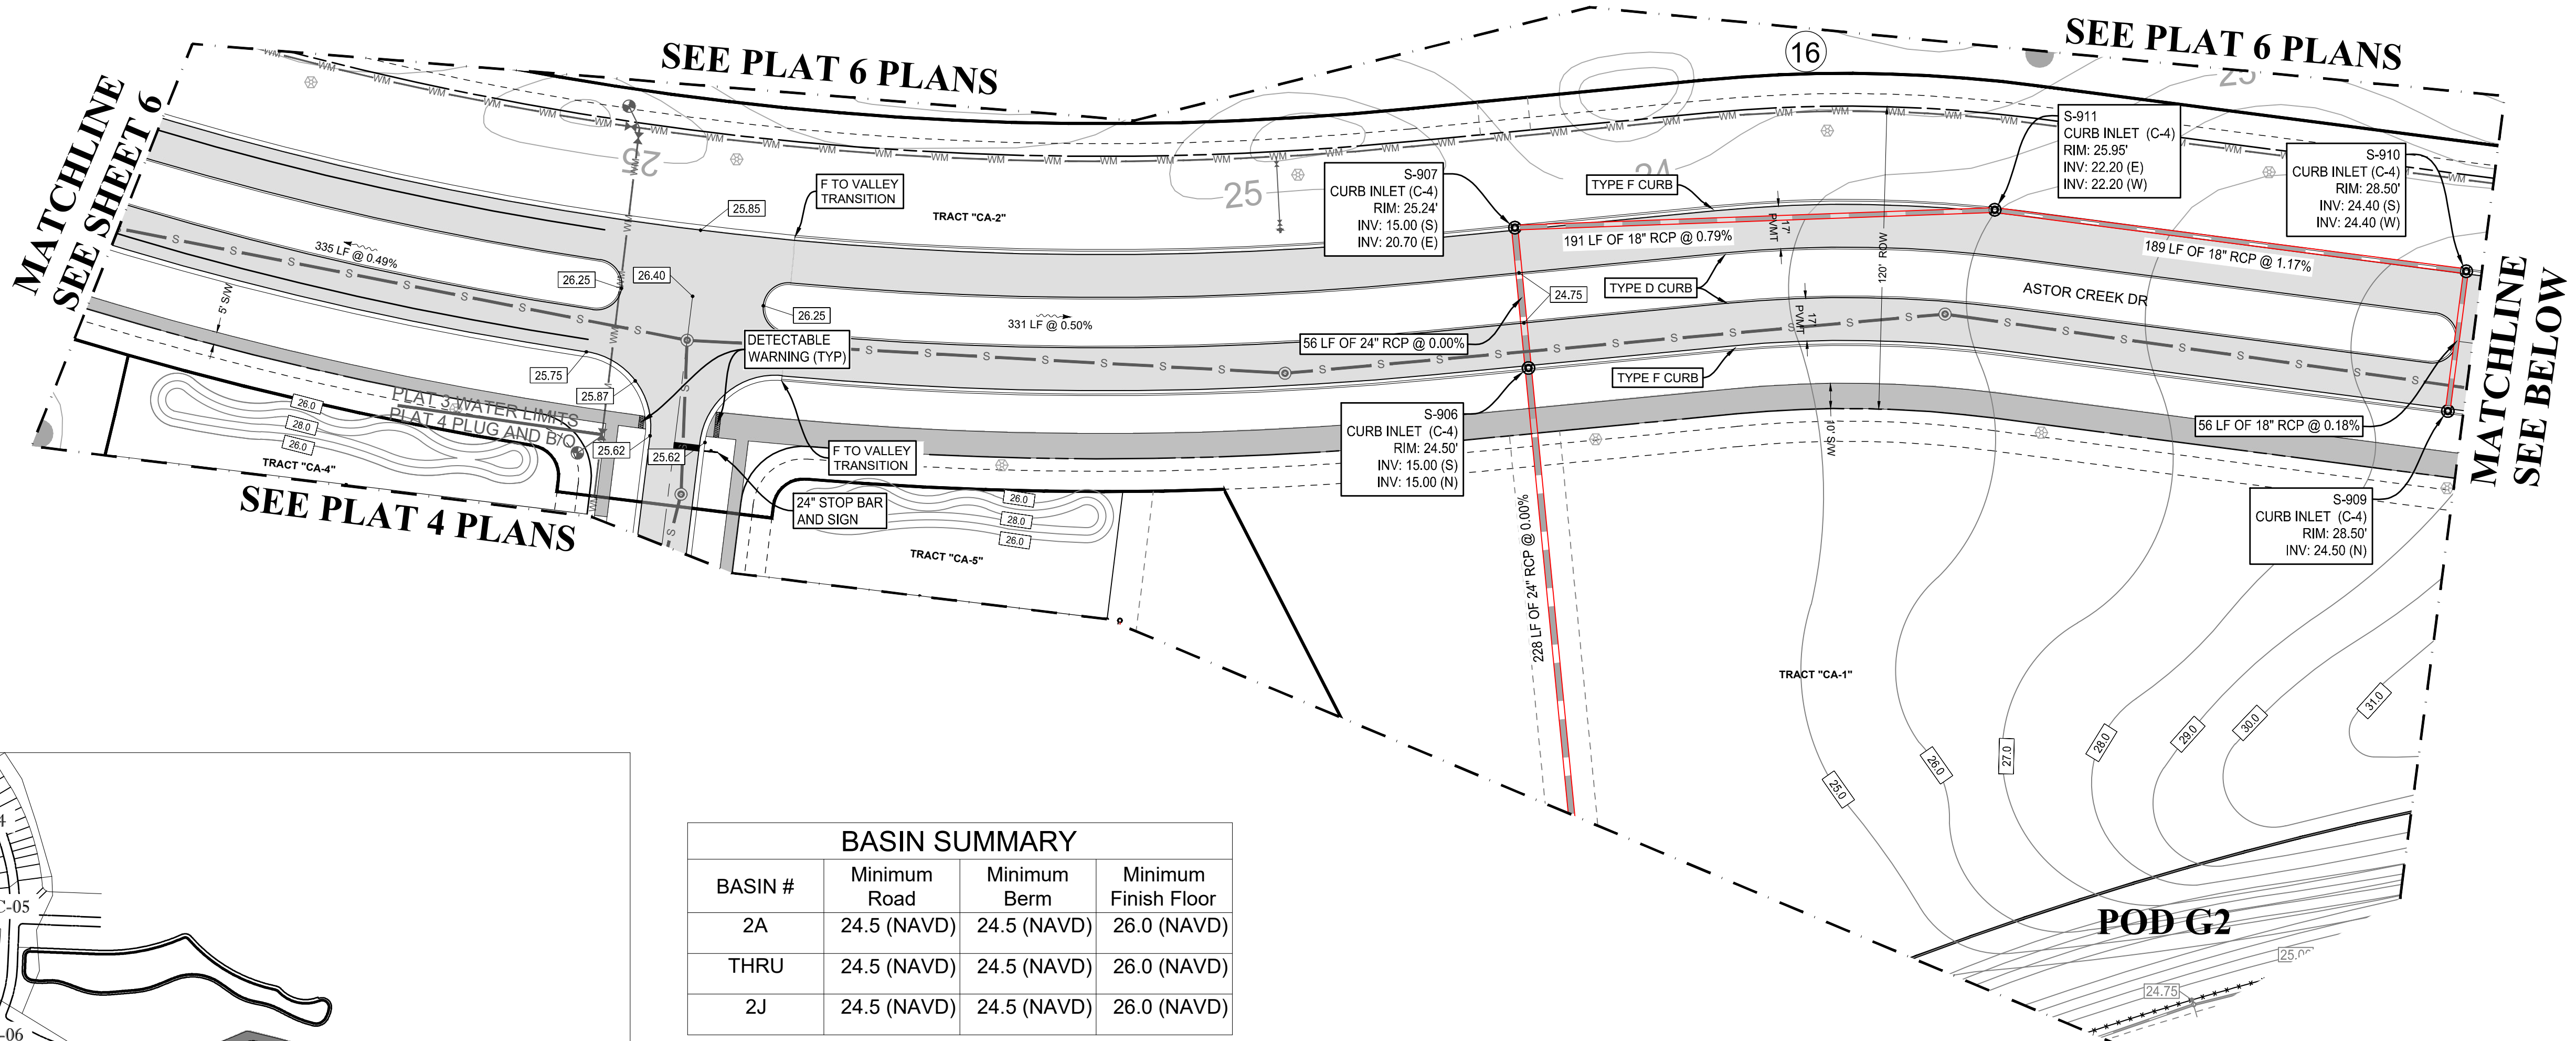 SEE PLAT 6 PLANS
SEE PLAT 6 PLANS
16
MATCHLINE
SEE SHEET 6
25
25
24
25
TRACT "CA-2"
F TO VALLEY
TRANSITION
25.85
335 LF @ 0.49%
26.25
26.40
26.25
331 LF @ 0.50%
5' S/W
DETECTABLE
WARNING (TYP)
25.75
25.87
PLAT 3 WATER LIMITS
PLAT 4 PLUG AND B/O
25.62
25.62
F TO VALLEY
TRANSITION
24" STOP BAR
AND SIGN
26.0
28.0
26.0
TRACT "CA-4"
SEE PLAT 4 PLANS
26.0
28.0
26.0
TRACT "CA-5"
S-907
CURB INLET (C-4)
RIM: 25.24'
INV: 15.00 (S)
INV: 20.70 (E)
TYPE F CURB
17'
PVMT
191 LF OF 18" RCP @ 0.79%
S-911
CURB INLET (C-4)
RIM: 25.95'
INV: 22.20 (E)
INV: 22.20 (W)
S-910
CURB INLET (C-4)
RIM: 28.50'
INV: 24.40 (S)
INV: 24.40 (W)
189 LF OF 18" RCP @ 1.17%
120' ROW
24.75
TYPE D CURB
ASTOR CREEK DR
17'
PVMT
56 LF OF 24" RCP @ 0.00%
TYPE F CURB
10' S/W
56 LF OF 18" RCP @ 0.18%
MATCHLINE
SEE BELOW
S-906
CURB INLET (C-4)
RIM: 24.50'
INV: 15.00 (S)
INV: 15.00 (N)
S-909
CURB INLET (C-4)
RIM: 28.50'
INV: 24.50 (N)
228 LF OF 24" RCP @ 0.00%
TRACT "CA-1"
25.0
26.0
27.0
28.0
29.0
30.0
31.0
POD G2
24.75
BASIN SUMMARY
BASIN # Minimum Road Minimum Berm Minimum Finish Floor
2A 24.5 (NAVD) 24.5 (NAVD) 26.0 (NAVD)
THRU 24.5 (NAVD) 24.5 (NAVD) 26.0 (NAVD)
2J 24.5 (NAVD) 24.5 (NAVD) 26.0 (NAVD)